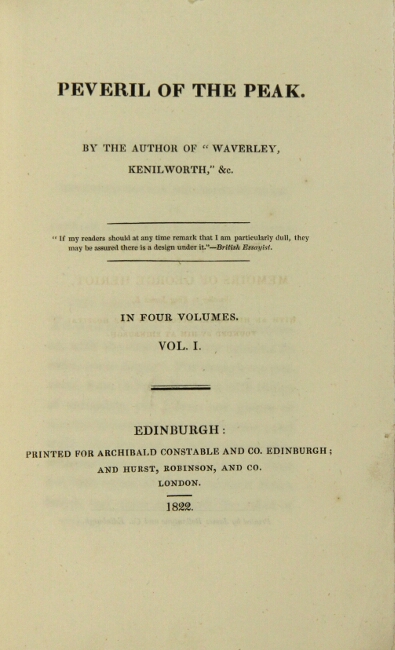 PEVERIL OF THE PEAK.
BY THE AUTHOR OF “ WAVERLEY,
KENILWORTH,” &c.
“ If my readers should at any time remark that I am particularly dull, they
may be assured there is a design under it.”—British Essayist.
IN FOUR VOLUMES.
VOL. I.
EDINBURGH:
PRINTED FOR ARCHIBALD CONSTABLE AND CO. EDINBURGH;
AND HURST, ROBINSON, AND CO.
LONDON.
1822.